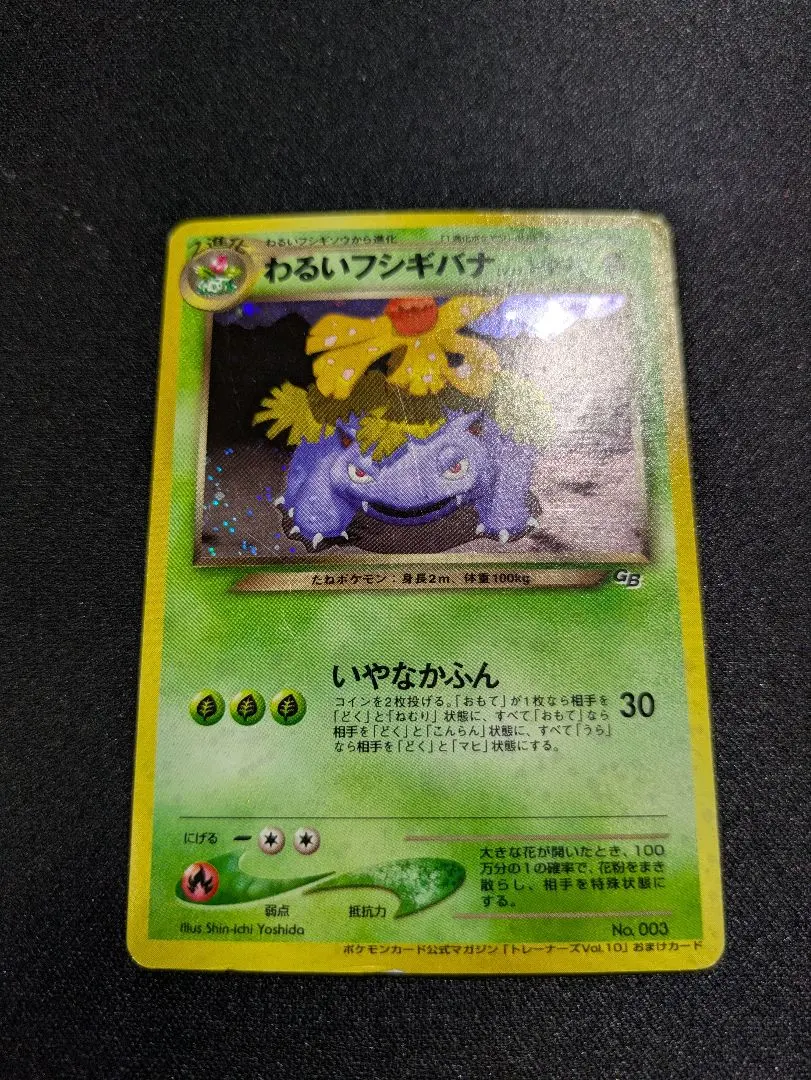 2進化
わるいフシギソウから進化
わるいフシギバナ
たねポケモン：身長2m、体重100kg
GB
いやなかふん
コインを2枚投げる。「おもて」が1枚なら相手を
「どく」と「ねむり」状態に、すべて「おもて」なら
相手を「どく」と「こんらん」状態に、すべて「うら」
なら相手を「どく」と「マヒ」状態にする。
30
にげる
弱点
抵抗力
大きな花が開いたとき、100
万分の1の確率で、花粉をまき
散らし、相手を特殊状態に
する。
Illus. Shin-ichi Yoshida
No. 003
ポケモンカード公式マガジン「トレーナーズVol.10」おまけカード